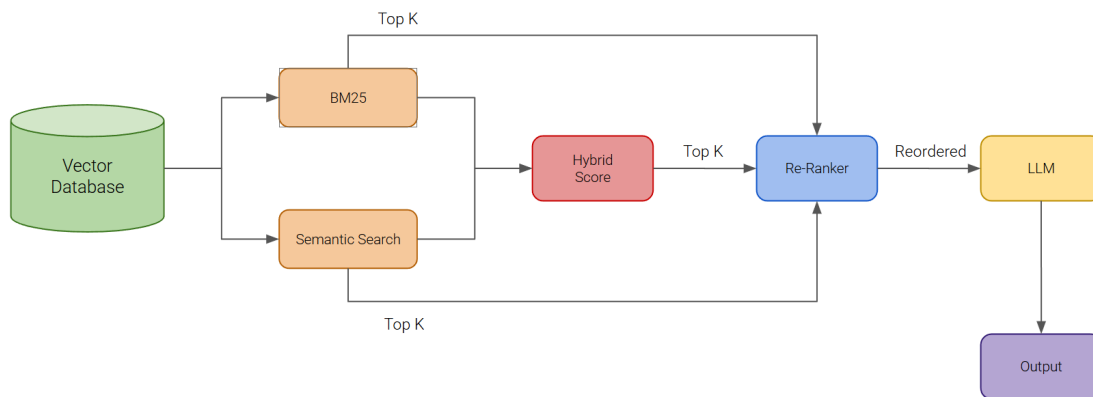 Top K
BM25
Vector
Database
Hybrid
Score
Top K
Re-Ranker
Reordered
LLM
Semantic Search
Top K
Output